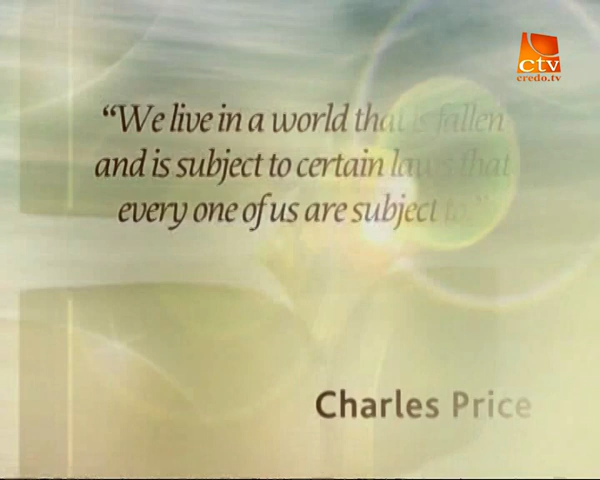 ctv
credo.tv
“We live in a world that is fallen
and is subject to certain laws that
every one of us are subject to.”
Charles Price